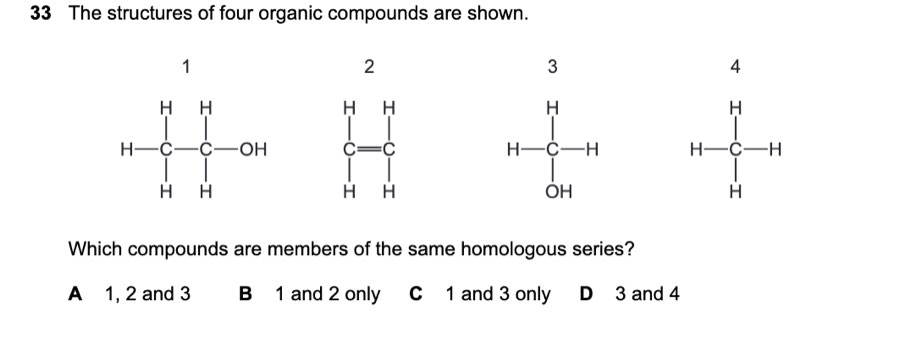 33 The structures of four organic compounds are shown.
1 2 3 4
H H H H H H
H C C OH C C H C H H C H
H H H H OH H
Which compounds are members of the same homologous series?
A 1, 2 and 3 B 1 and 2 only C 1 and 3 only D 3 and 4